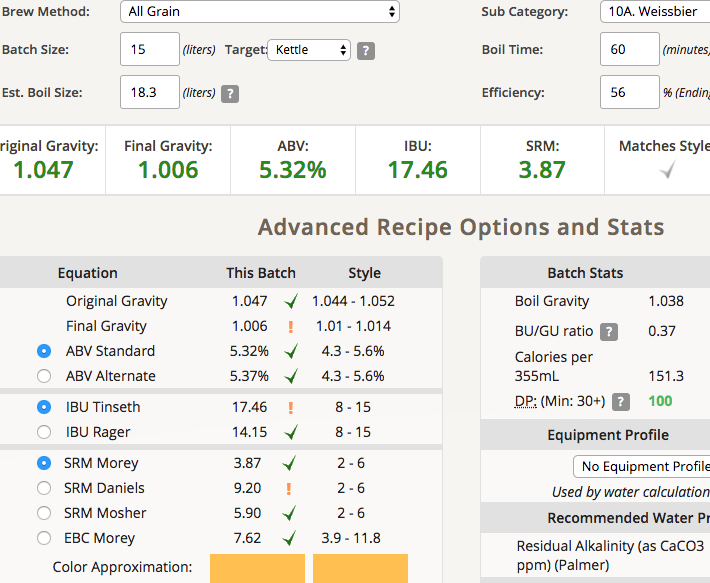 Brew Method: All Grain Sub Category: 10A. Weissbier
Batch Size: 15 (liters) Target: Kettle ? Boil Time: 60 (minutes)
Est. Boil Size: 18.3 (liters) ? Efficiency: 56 % (Ending
riginal Gravity: Final Gravity: ABV: IBU: SRM: Matches Style
1.047 1.006 5.32% 17.46 3.87
Advanced Recipe Options and Stats
Equation This Batch Style Batch Stats
Original Gravity 1.047 1.044 - 1.052 Boil Gravity 1.038
Final Gravity 1.006 ! 1.01 - 1.014 BU/GU ratio ? 0.37
ABV Standard 5.32% 4.3 - 5.6% Calories per
ABV Alternate 5.37% 4.3 - 5.6% 355mL 151.3
IBU Tinseth 17.46 ! 8 - 15 DP: (Min: 30+) ? 100
IBU Rager 14.15 8 - 15 Equipment Profile
SRM Morey 3.87 2 - 6 No Equipment Profile
SRM Daniels 9.20 ! 2 - 6 Used by water calculation
SRM Mosher 5.90 2 - 6 Recommended Water Pr
EBC Morey 7.62 3.9 - 11.8 Residual Alkalinity (as CaCO3
Color Approximation: ppm) (Palmer)